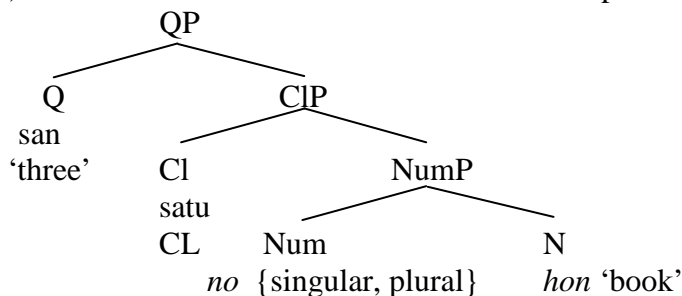 QP
Q ClP
san
‘three’ Cl NumP
satu
CL Num N
no {singular, plural} hon ‘book’